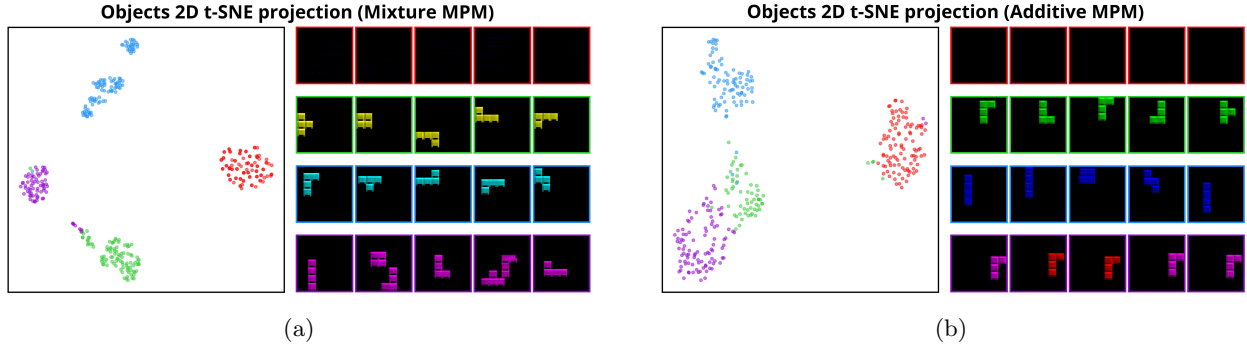 Objects 2D t-SNE projection (Mixture MPM)
Objects 2D t-SNE projection (Additive MPM)
(a)
(b)